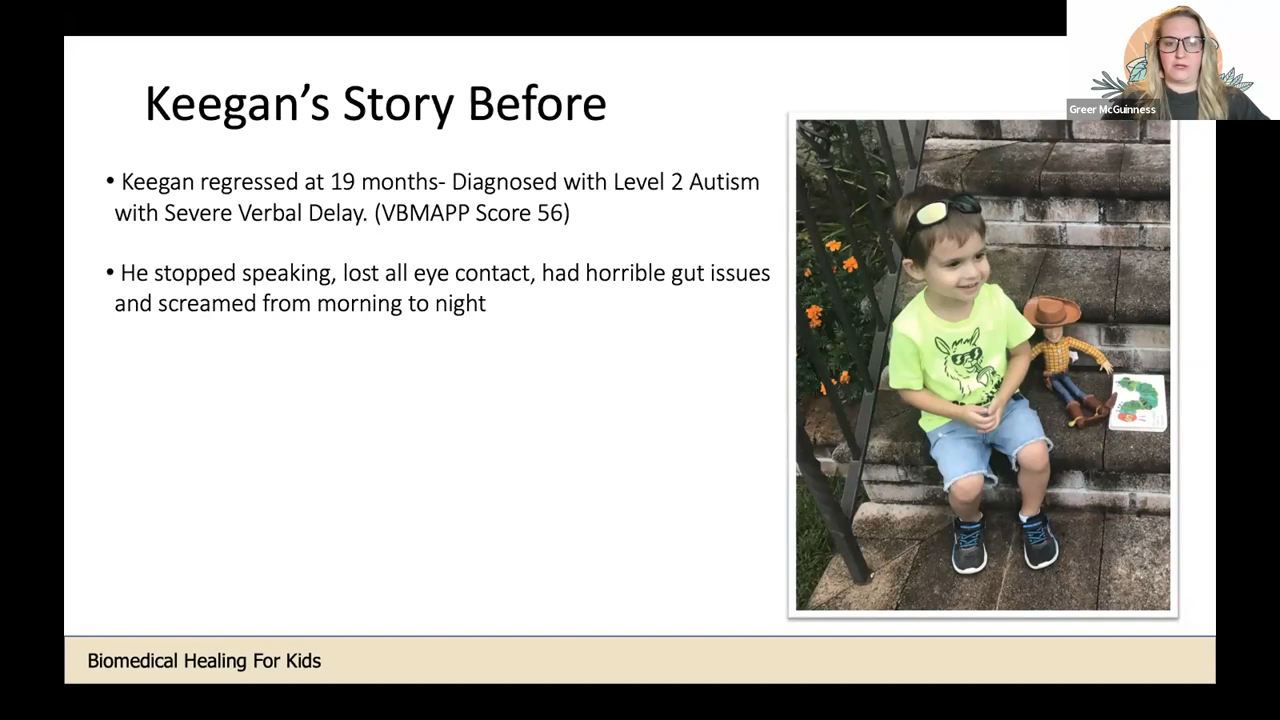 Greer McGuinness
Keegan’s Story Before
• Keegan regressed at 19 months- Diagnosed with Level 2 Autism
with Severe Verbal Delay. (VBMAPP Score 56)
• He stopped speaking, lost all eye contact, had horrible gut issues
and screamed from morning to night
Biomedical Healing For Kids